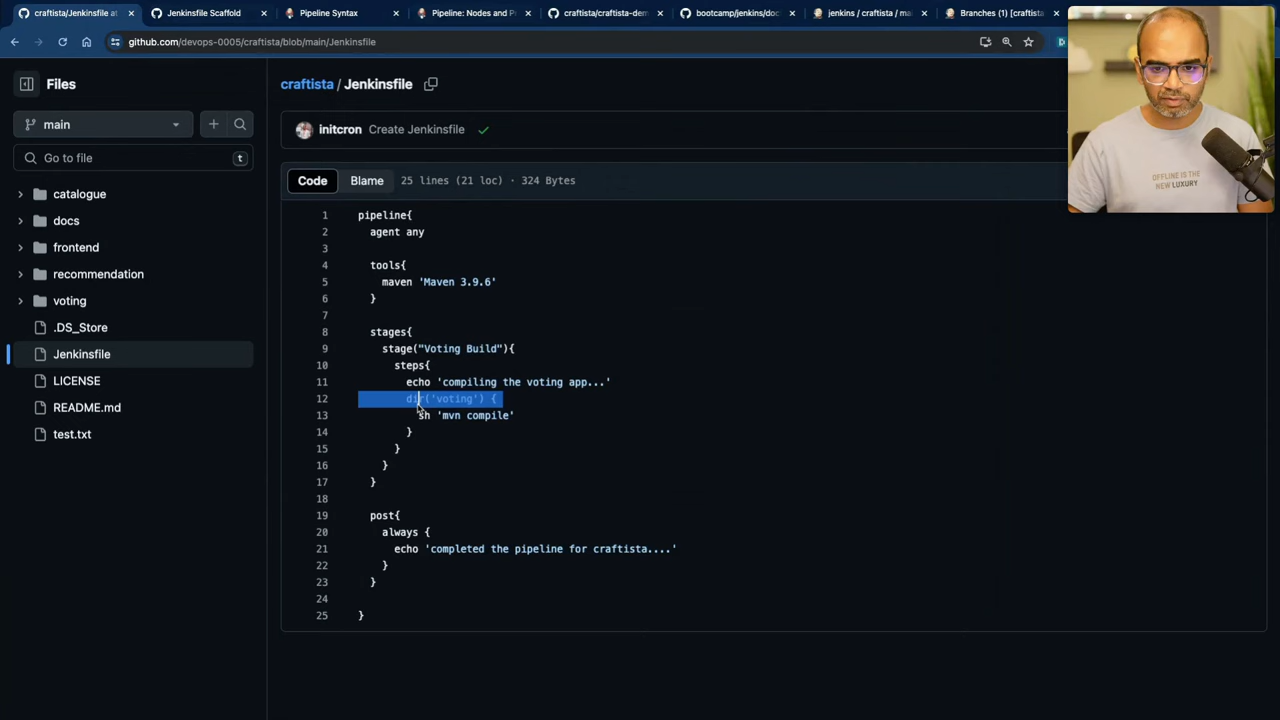 craftista/Jenkinsfile at
Jenkinsfile Scaffold
Pipeline Syntax
Pipeline: Nodes and P
craftista/craftista-dem
bootcamp/jenkins/doc
jenkins / craftista / ma
Branches (1) [craftista
github.com/devops-0005/craftista/blob/main/Jenkinsfile
Files
craftista / Jenkinsfile
main
initcron Create Jenkinsfile
Go to file t
Code Blame 25 lines (21 loc) · 324 Bytes
catalogue
docs
frontend
recommendation
voting
.DS_Store
Jenkinsfile
LICENSE
README.md
test.txt
1 pipeline{
2 agent any
3
4 tools{
5 maven 'Maven 3.9.6'
6 }
7
8 stages{
9 stage("Voting Build"){
10 steps{
11 echo 'compiling the voting app...'
12 dir('voting') {
13 sh 'mvn compile'
14 }
15 }
16 }
17 }
18
19 post{
20 always {
21 echo 'completed the pipeline for craftista....'
22 }
23 }
24
25 }
OFFLINE IS THE
NEW LUXURY